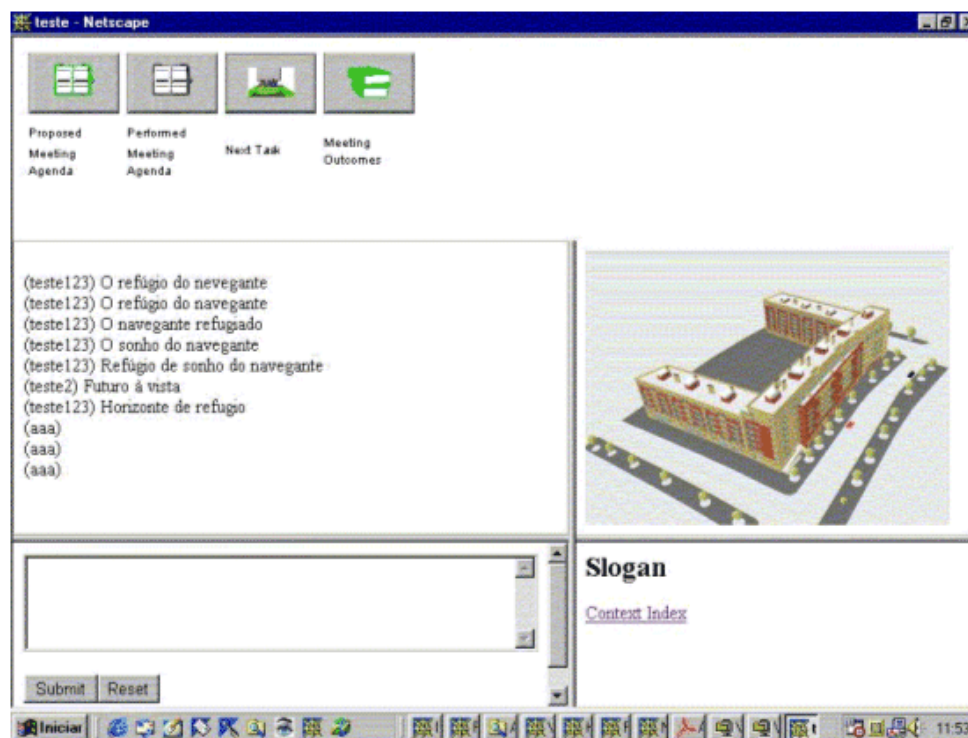 teste - Netscape
Proposed
Meeting
Agenda
Performed
Meeting
Agenda
Next Task
Meeting
Outcomes
(teste123) O refúgio do nevegante
(teste123) O refúgio do navegante
(teste123) O navegante refugiado
(teste123) O sonho do navegante
(teste123) Refúgio de sonho do navegante
(teste2) Futuro à vista
(teste123) Horizonte de refugio
(aaa)
(aaa)
(aaa)
Slogan
Context Index
Submit Reset
Iniciar
11:53